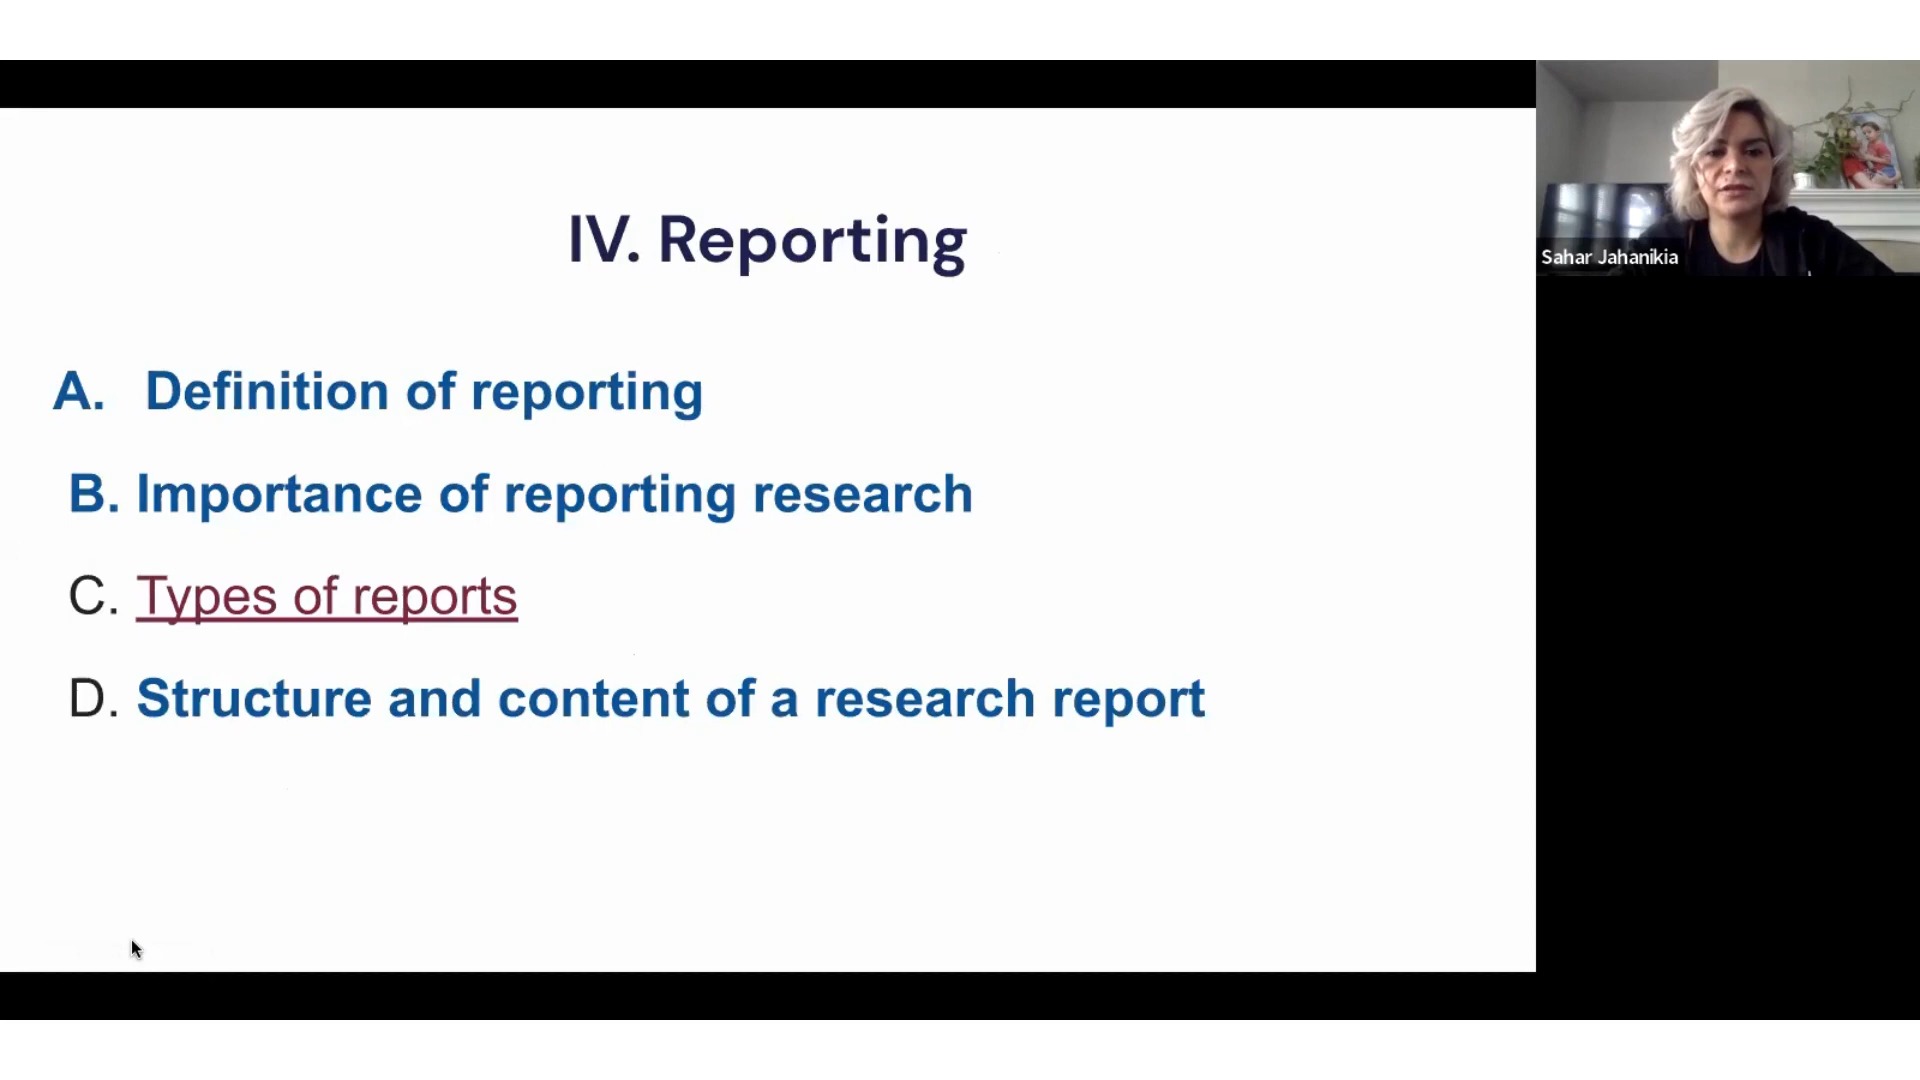 IV. Reporting
A. Definition of reporting
B. Importance of reporting research
C. Types of reports
D. Structure and content of a research report
Sahar Jahanikia